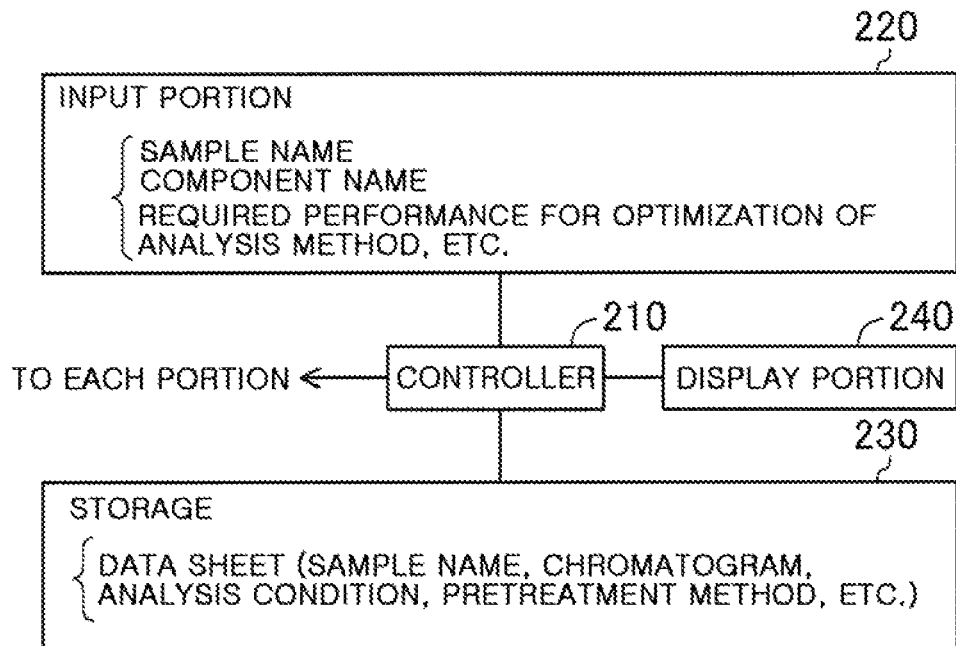 220
INPUT PORTION
SAMPLE NAME
COMPONENT NAME
REQUIRED PERFORMANCE FOR OPTIMIZATION OF
ANALYSIS METHOD, ETC.
210
240
TO EACH PORTION
CONTROLLER
DISPLAY PORTION
230
STORAGE
DATA SHEET (SAMPLE NAME, CHROMATOGRAM,
ANALYSIS CONDITION, PRETREATMENT METHOD, ETC.)